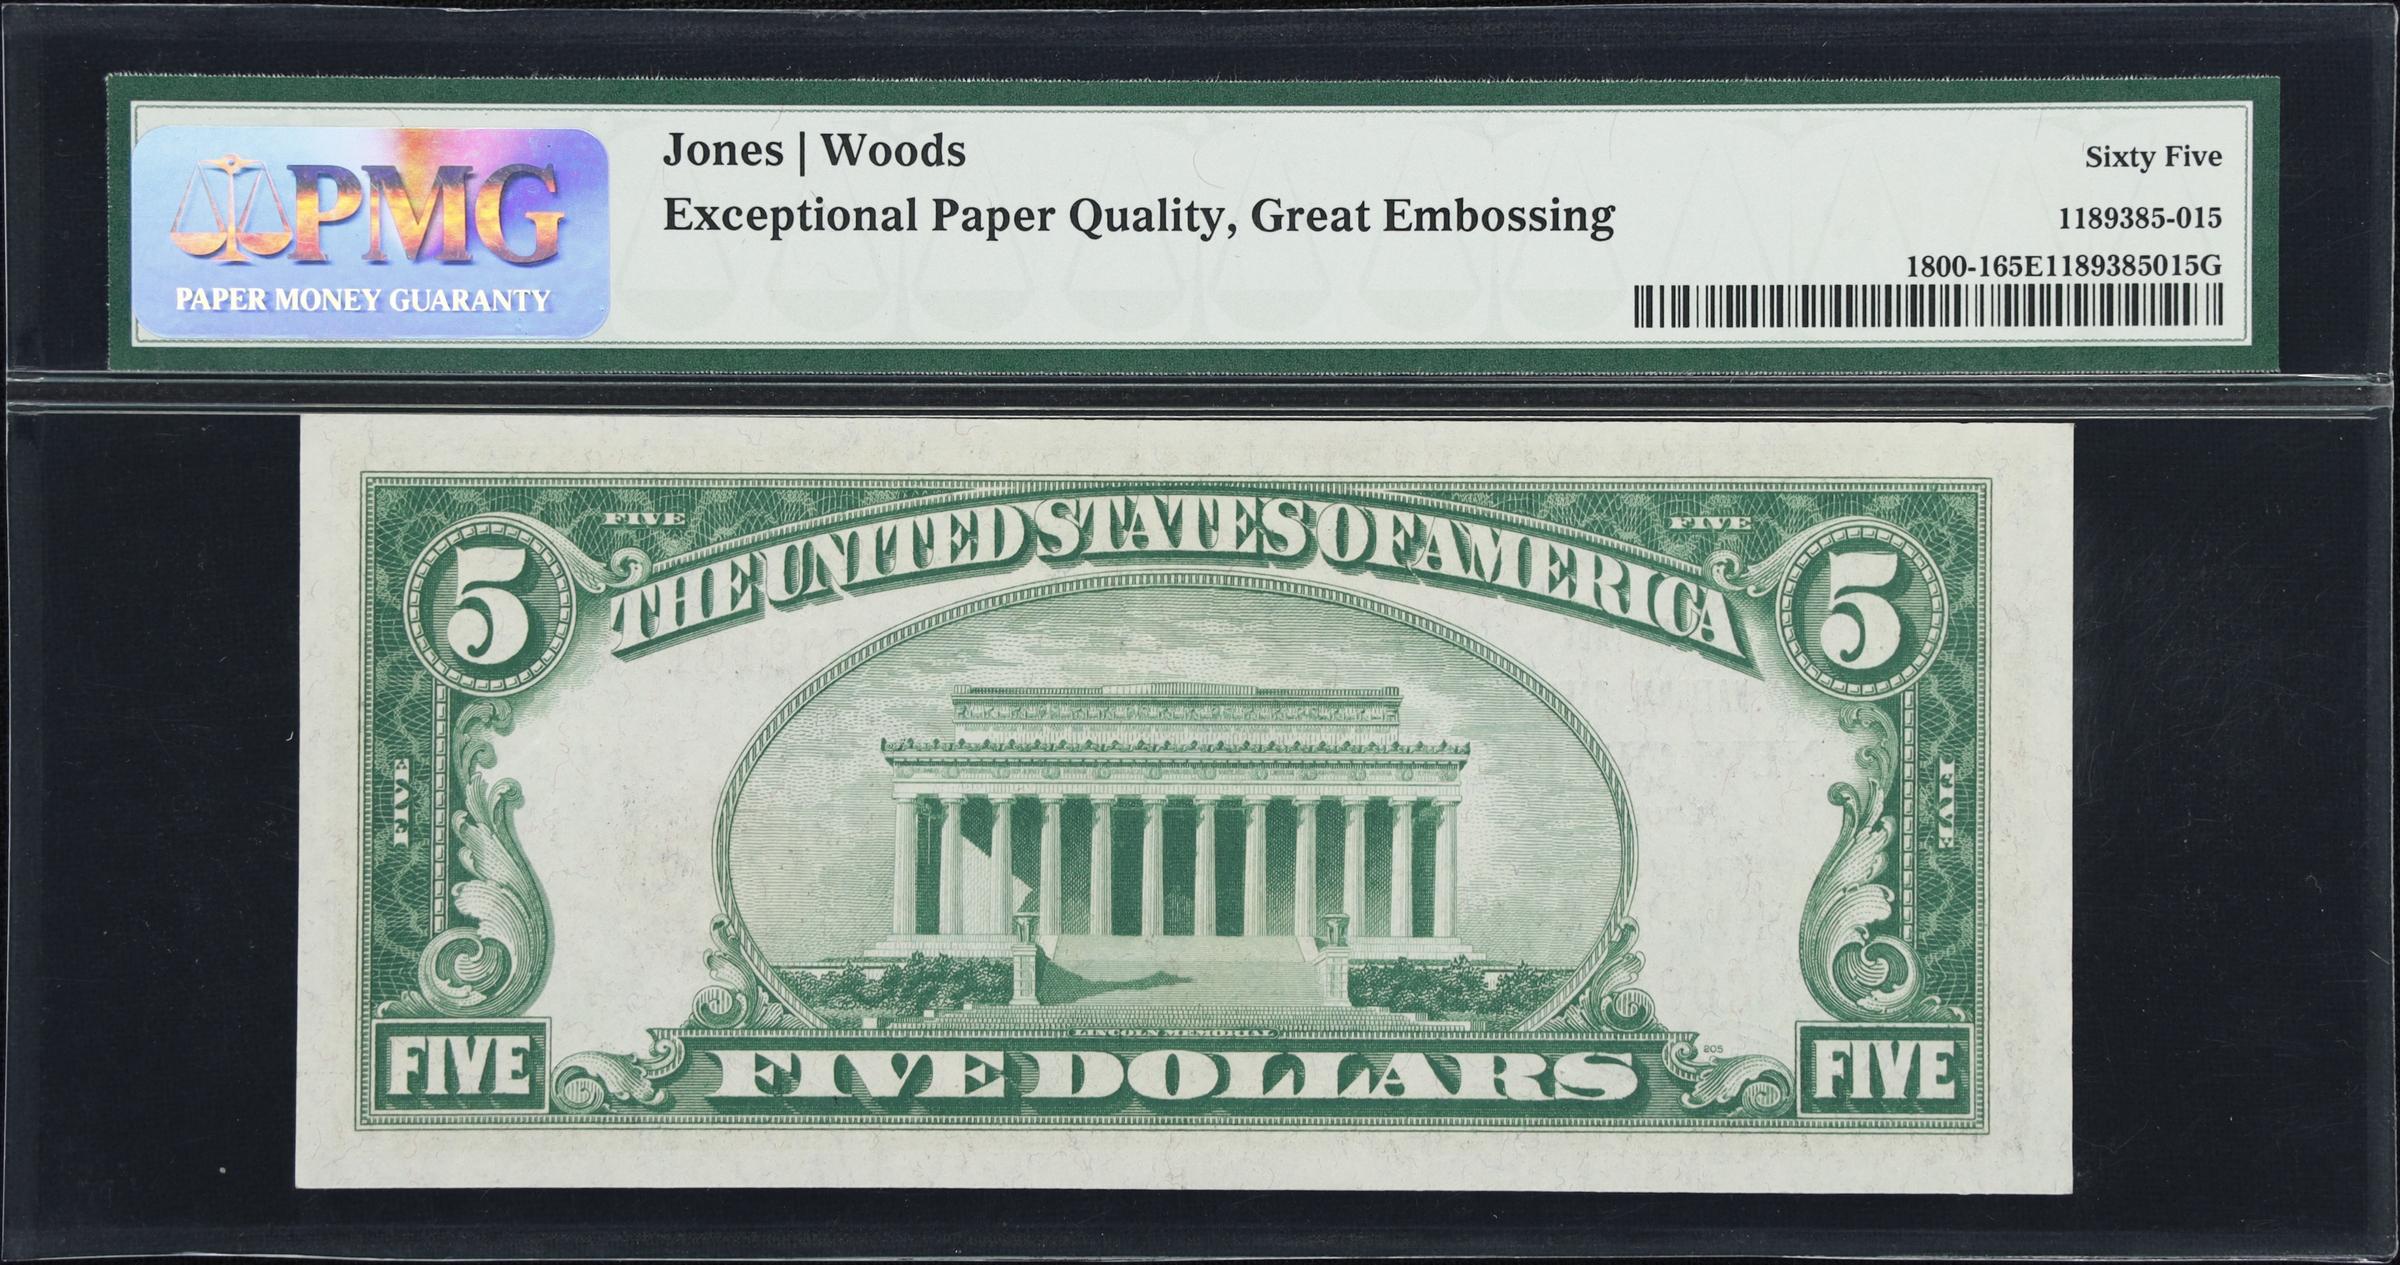 PMG
PAPER MONEY GUARANTY
Jones | Woods
Exceptional Paper Quality, Great Embossing
Sixty Five
1189385-015
1800-165E1189385015G
FIVE
FIVE
THE UNITED STATES OF AMERICA
5
5
FIVE
FIVE
LINCOLN MEMORIAL
FIVE
FIVE DOLLARS
205
FIVE